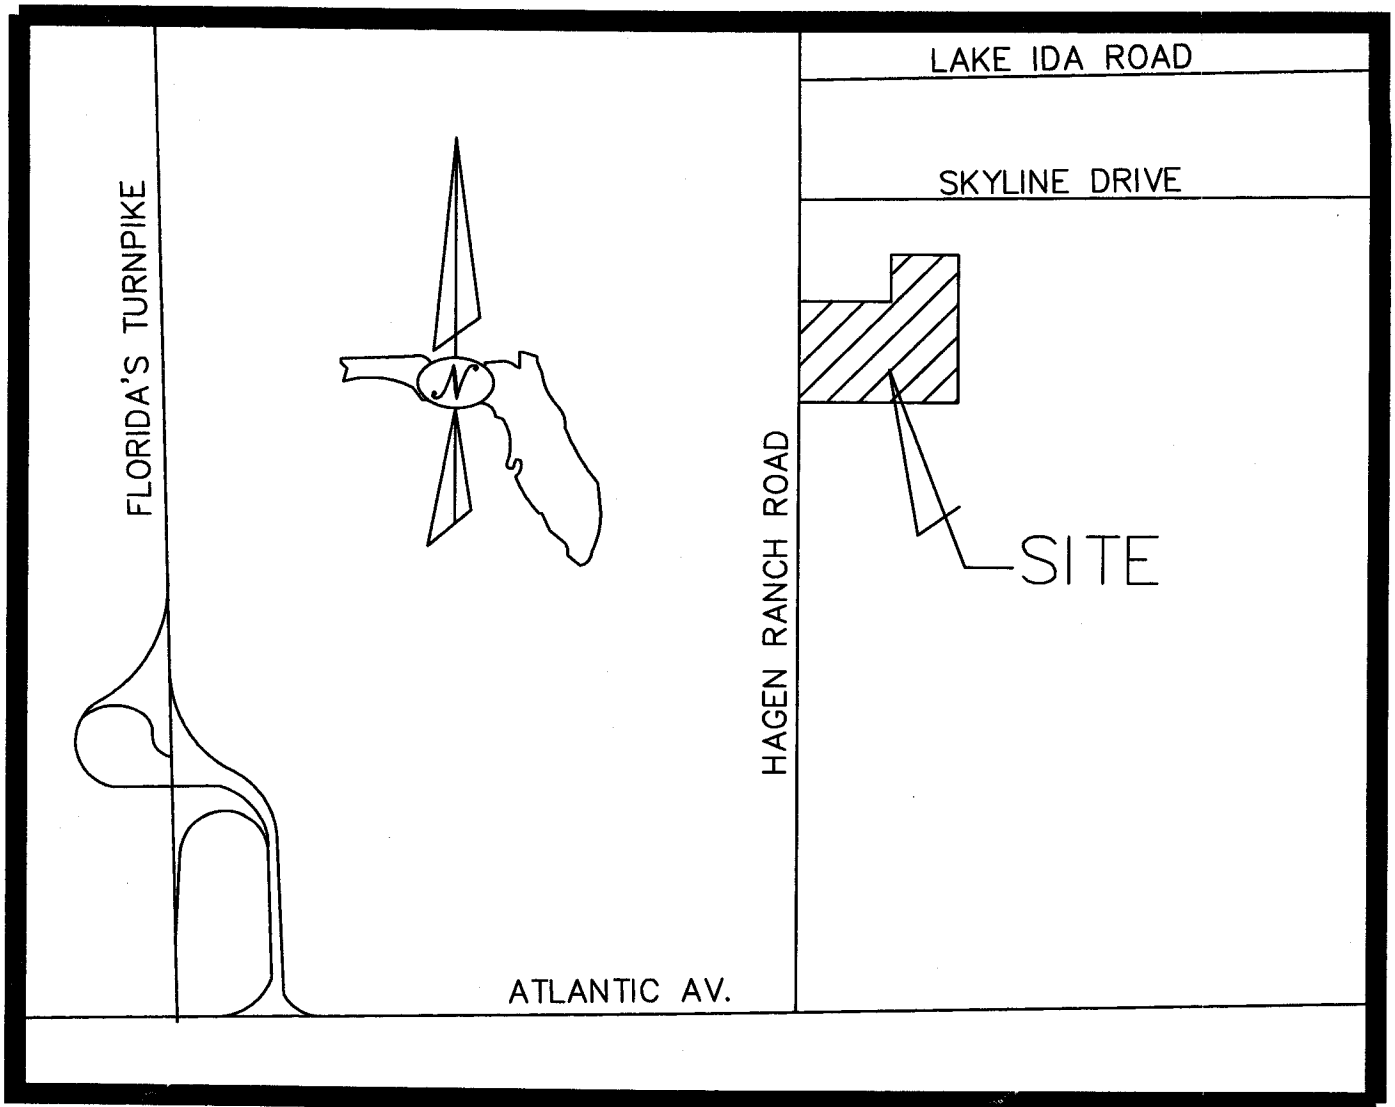 LAKE IDA ROAD
SKYLINE DRIVE
FLORIDA'S TURNPIKE
N
HAGEN RANCH ROAD
SITE
ATLANTIC AV.